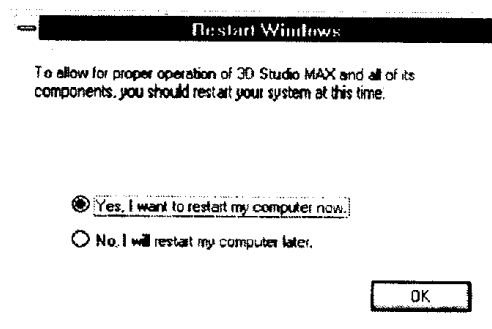 Restart Windows
To allow for proper operation of 3D Studio MAX and all of its
components, you should restart your system at this time.
Yes, I want to restart my computer now.
No, I will restart my computer later.
OK